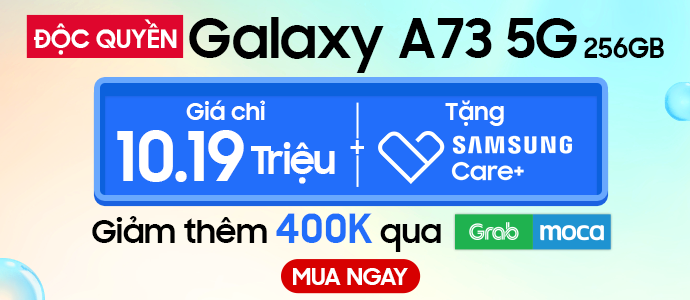 ĐỘC QUYỀN Galaxy A73 5G 256GB
Giá chỉ
10.19 Triệu
+
Tặng
SAMSUNG
Care+
Giảm thêm 400K qua Grab moca
MUA NGAY